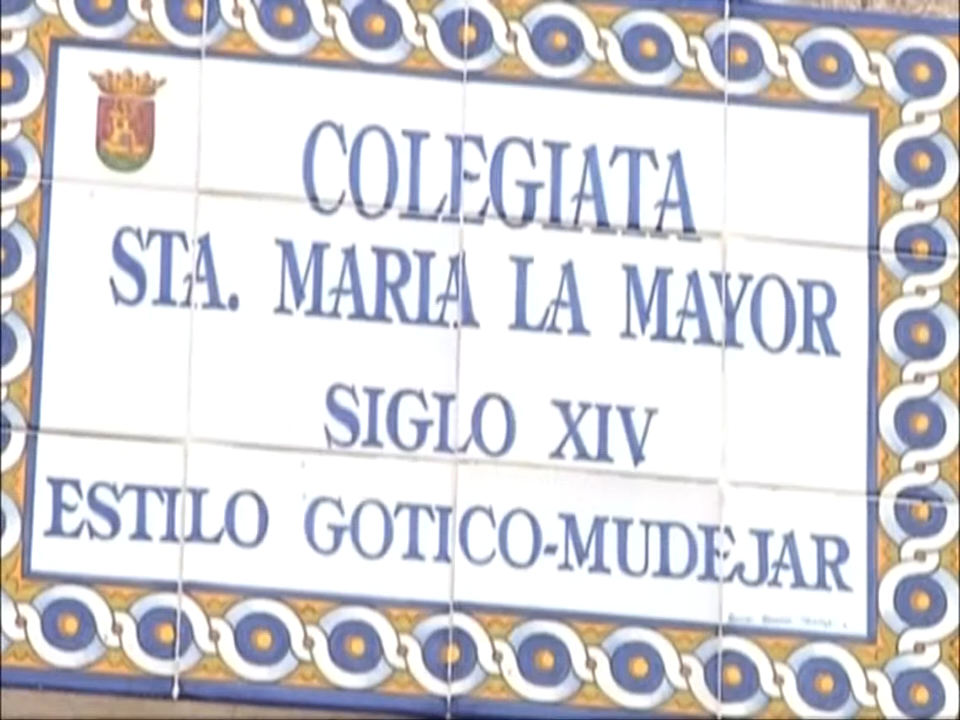 COLEGIATA
STA. MARIA LA MAYOR
SIGLO XIV
ESTILO GOTICO-MUDEJAR